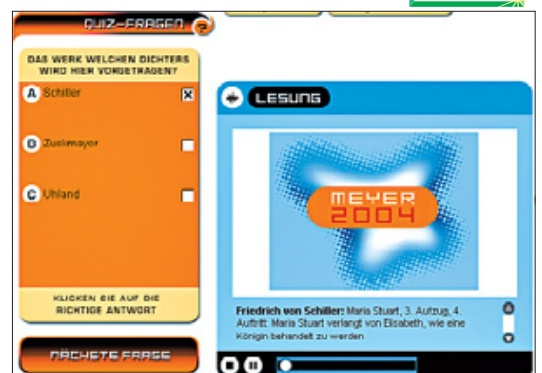 QUIZ-FRAGEN
DAS WERK WELCHEN DICHTERS
WIRD HIER VORGETRAGEN?
A Schiller
D Zuckmayer
C Uhland
KLICKEN SIE AUF DIE
RICHTIGE ANTWORT
NÄCHSTE FRAGE
LESUNG
MEYER
2004
Friedrich von Schiller: Maria Stuart, 3. Aufzug, 4.
Auftritt: Maria Stuart verlangt von Elisabeth, wie eine
Königin behandelt zu werden